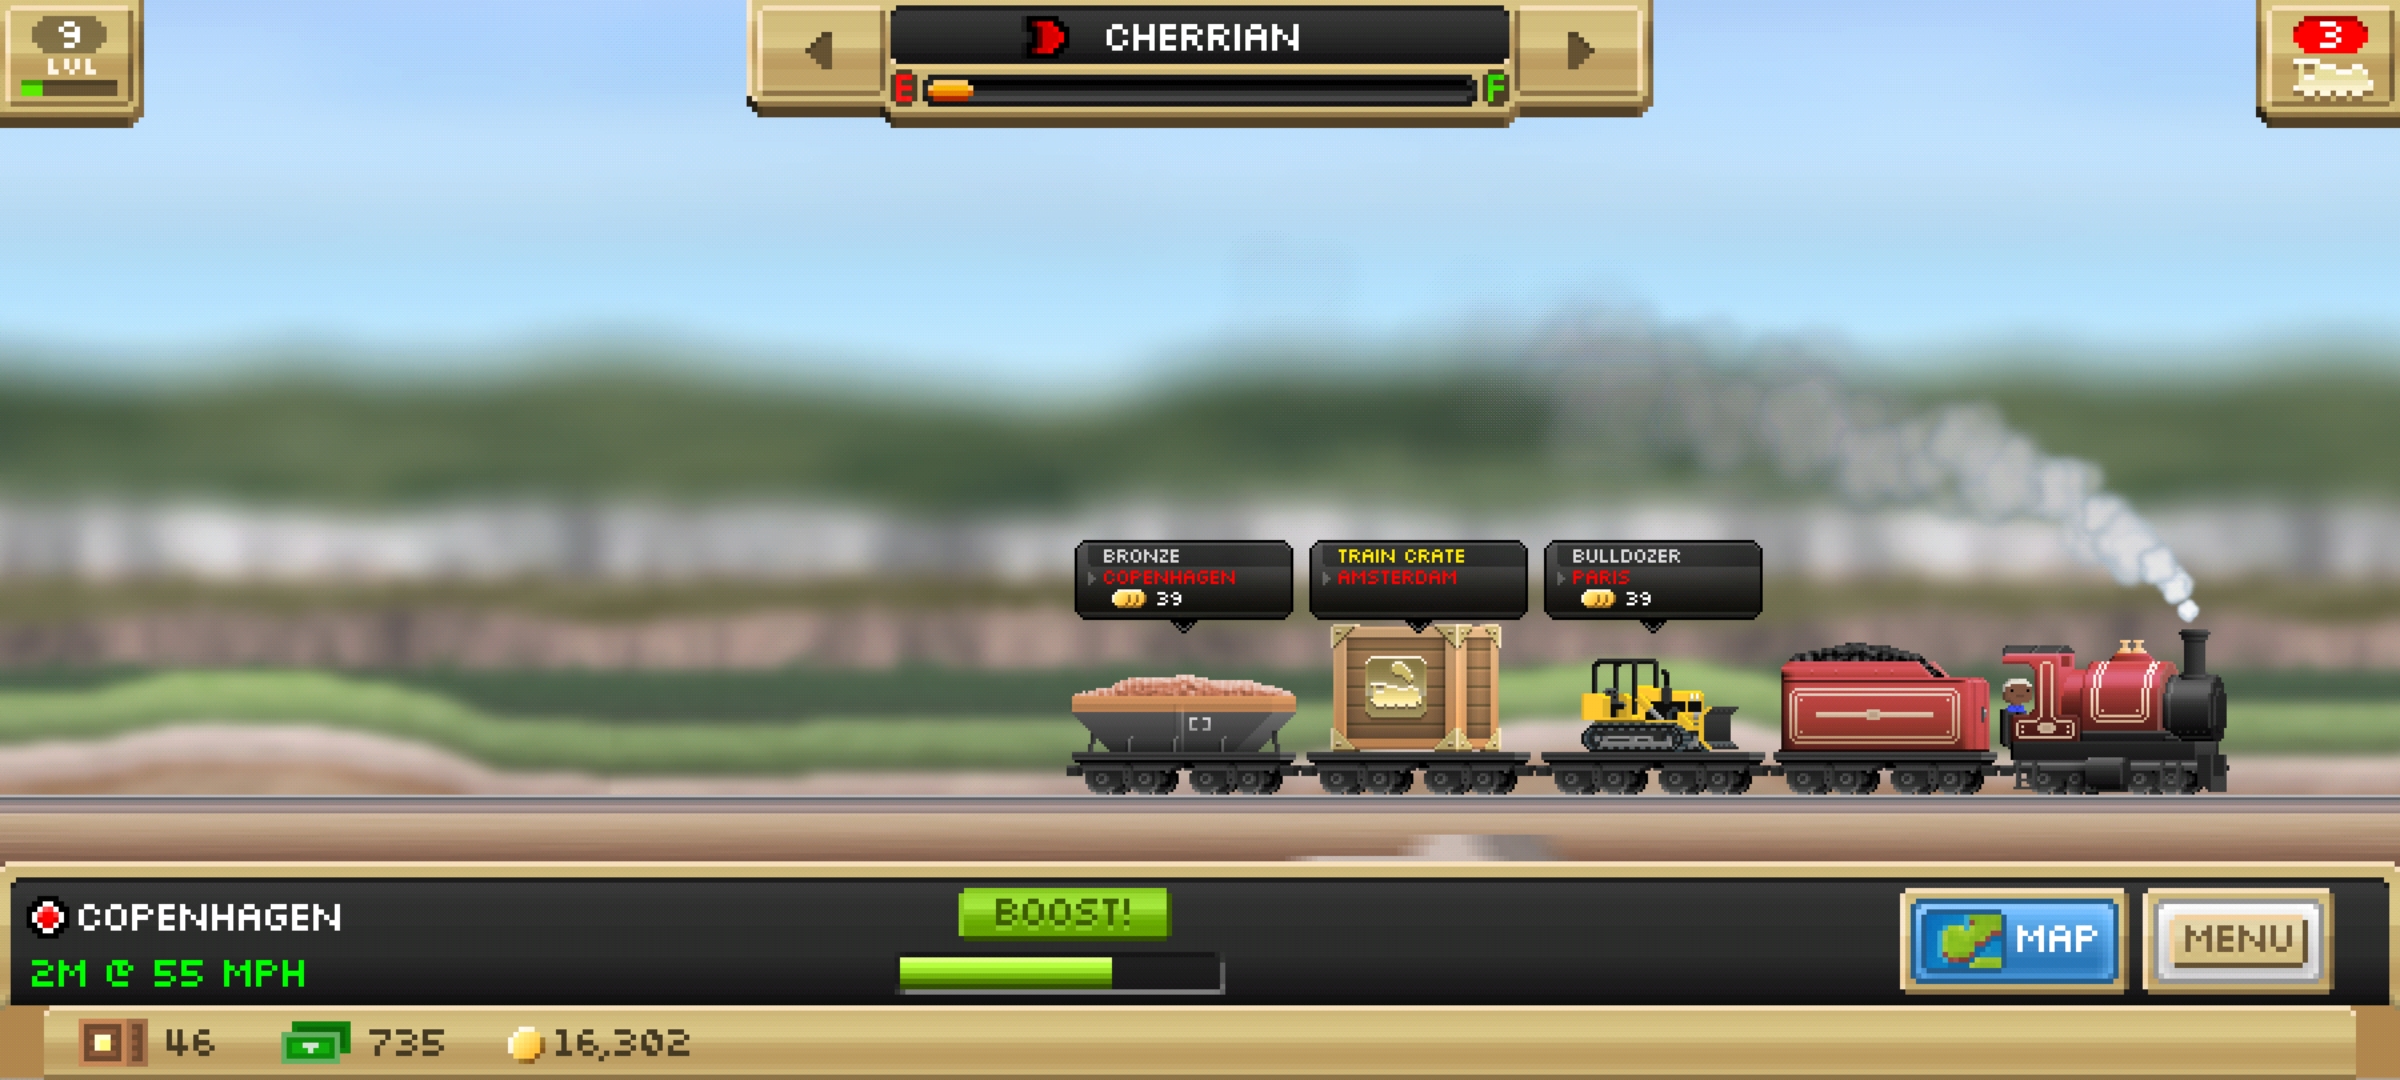 9
LVL
CHERRIAN
E F
3
BRONZE
COPENHAGEN
39
TRAIN CRATE
AMSTERDAM
BULLDOZER
PARIS
39
COPENHAGEN
2M @ 55 MPH
BOOST!
MAP
MENU
46 735 16,302